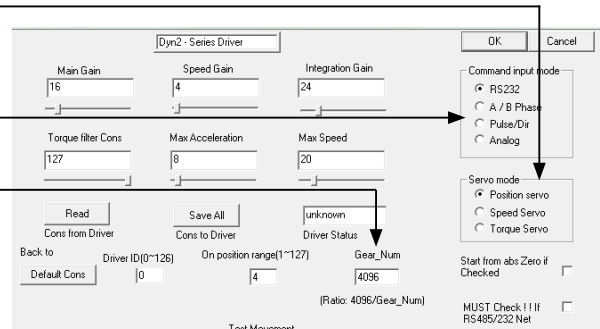 Dyn2 - Series Driver
OK Cancel
Main Gain Speed Gain Integration Gain
16 4 24
Command input mode
RS232
A / B Phase
Pulse/Dir
Analog
Torque filter Cons Max Acceleration Max Speed
127 8 20
Servo mode
Position servo
Speed Servo
Torque Servo
Read Save All unknown
Cons from Driver Cons to Driver Driver Status
Back to Driver ID(0~126) On position range(1~127) Gear_Num
Default Cons 0 4 4096
(Ratio: 4096/Gear_Num)
Start from abs Zero if
Checked
MUST Check ! ! If
RS485/232 Net
Test Movement